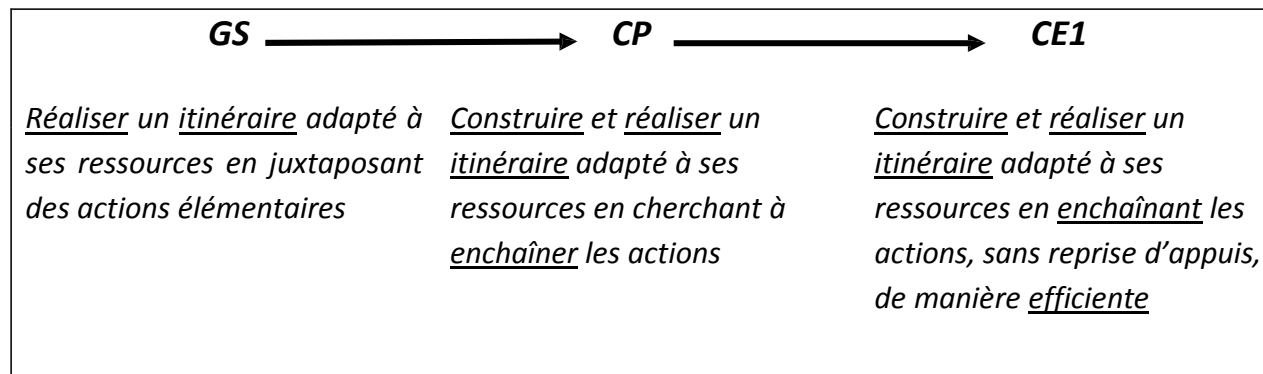 GS CP CE1
Réaliser un itinéraire adapté à
ses ressources en juxtaposant
des actions élémentaires
Construire et réaliser un
itinéraire adapté à ses
ressources en cherchant à
enchaîner les actions
Construire et réaliser un
itinéraire adapté à ses
ressources en enchaînant les
actions, sans reprise d’appuis,
de manière efficiente